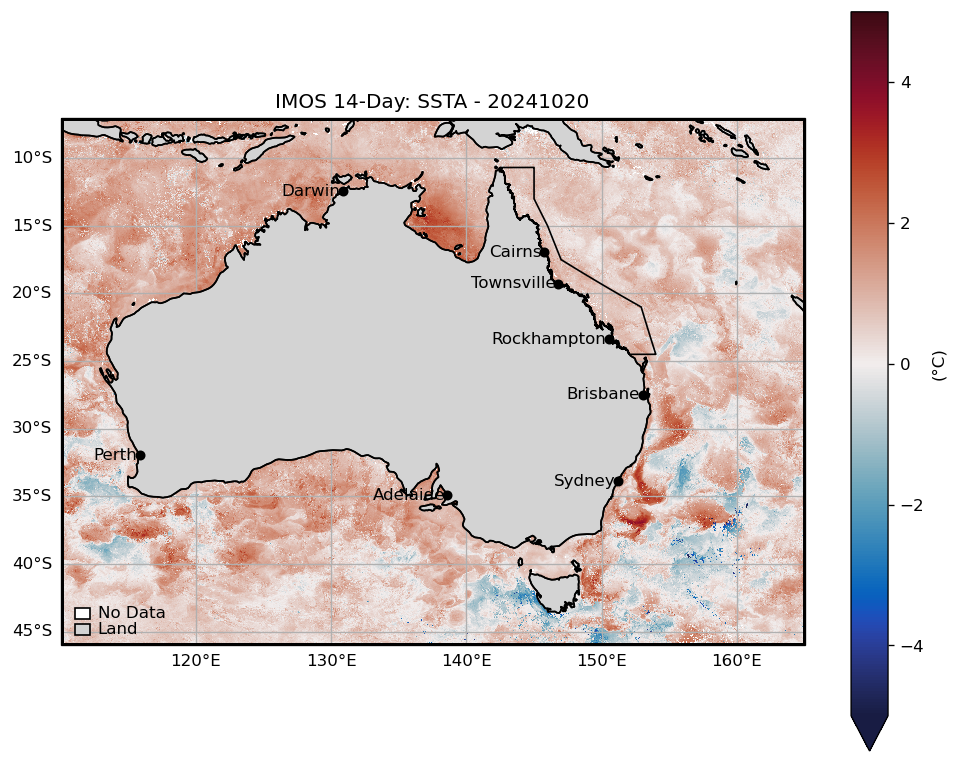 IMOS 14-Day: SSTA - 20241020
10°S
15°S
20°S
25°S
30°S
35°S
40°S
45°S
Darwin
Cairns
Townsville
Rockhampton
Brisbane
Perth
Sydney
Adelaide
No Data
Land
120°E 130°E 140°E 150°E 160°E
4
2
0
−2
−4
(°C)